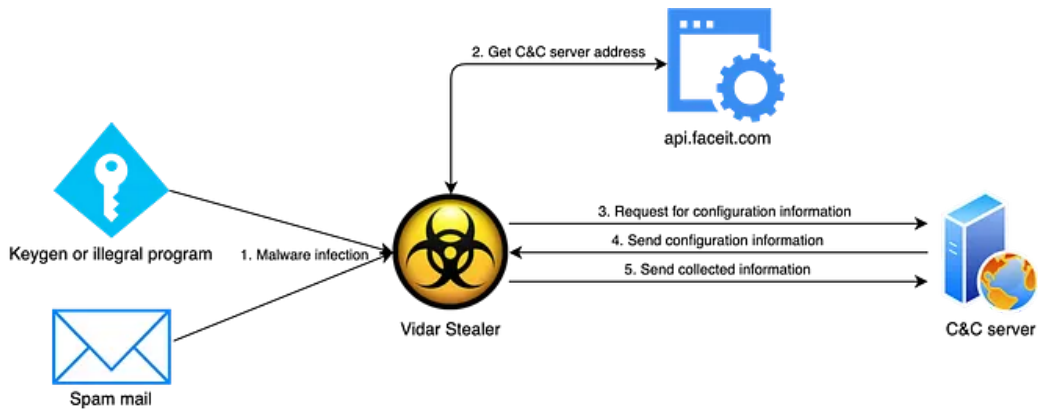 2. Get C&C server address
api.faceit.com
Keygen or illegral program
1. Malware infection
3. Request for configuration information
4. Send configuration information
5. Send collected information
Vidar Stealer
C&C server
Spam mail